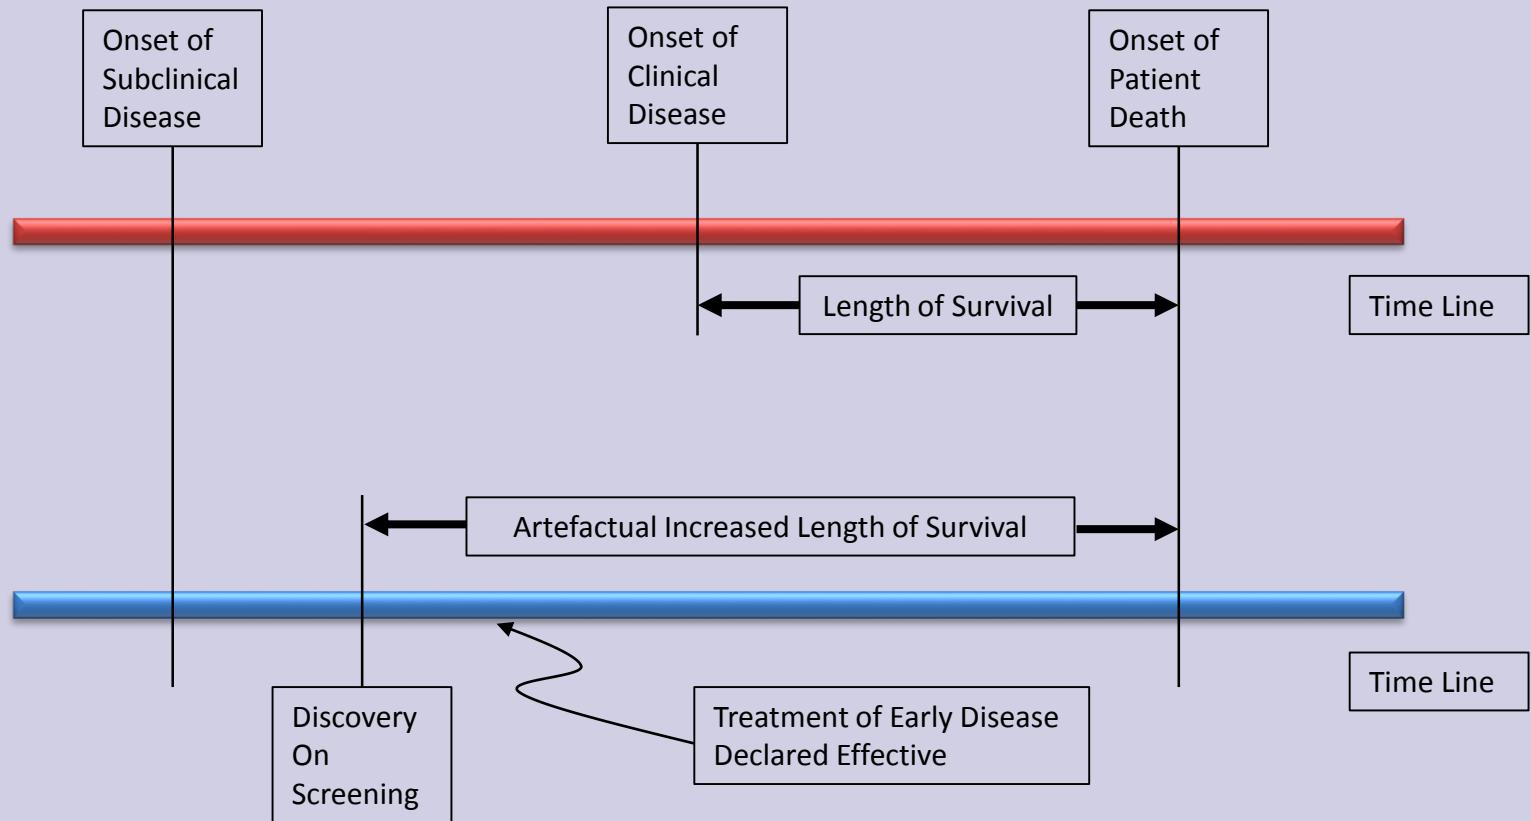 Onset of
Subclinical
Disease
Onset of
Clinical
Disease
Onset of
Patient
Death
Length of Survival
Time Line
Artefactual Increased Length of Survival
Time Line
Discovery
On
Screening
Treatment of Early Disease
Declared Effective